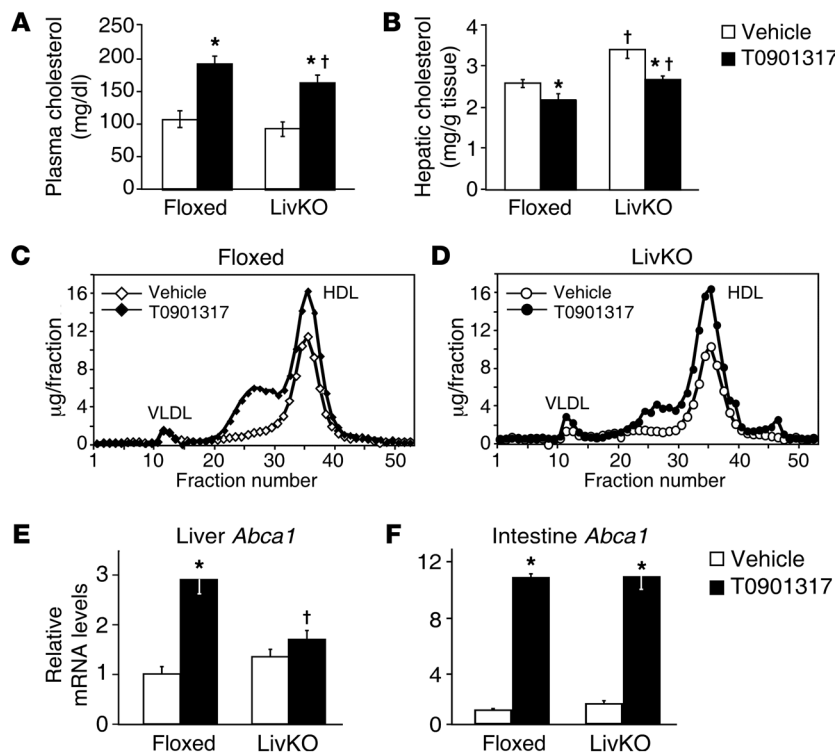 A
Plasma cholesterol
(mg/dl)
250
200
150
100
50
0
*
* †
Floxed
LivKO
B
Hepatic cholesterol
(mg/g tissue)
4
3
2
1
0
*
†
* †
Floxed
LivKO
Vehicle
T0901317
C
Floxed
µg/fraction
16
12
8
4
0
Vehicle
T0901317
VLDL
HDL
1
10
20
30
40
50
Fraction number
D
LivKO
µg/fraction
16
12
8
4
0
Vehicle
T0901317
VLDL
HDL
1
10
20
30
40
50
Fraction number
E
Liver Abca1
Relative
mRNA levels
3
2
1
0
*
†
Floxed
LivKO
F
Intestine Abca1
12
8
4
0
*
*
Floxed
LivKO
Vehicle
T0901317